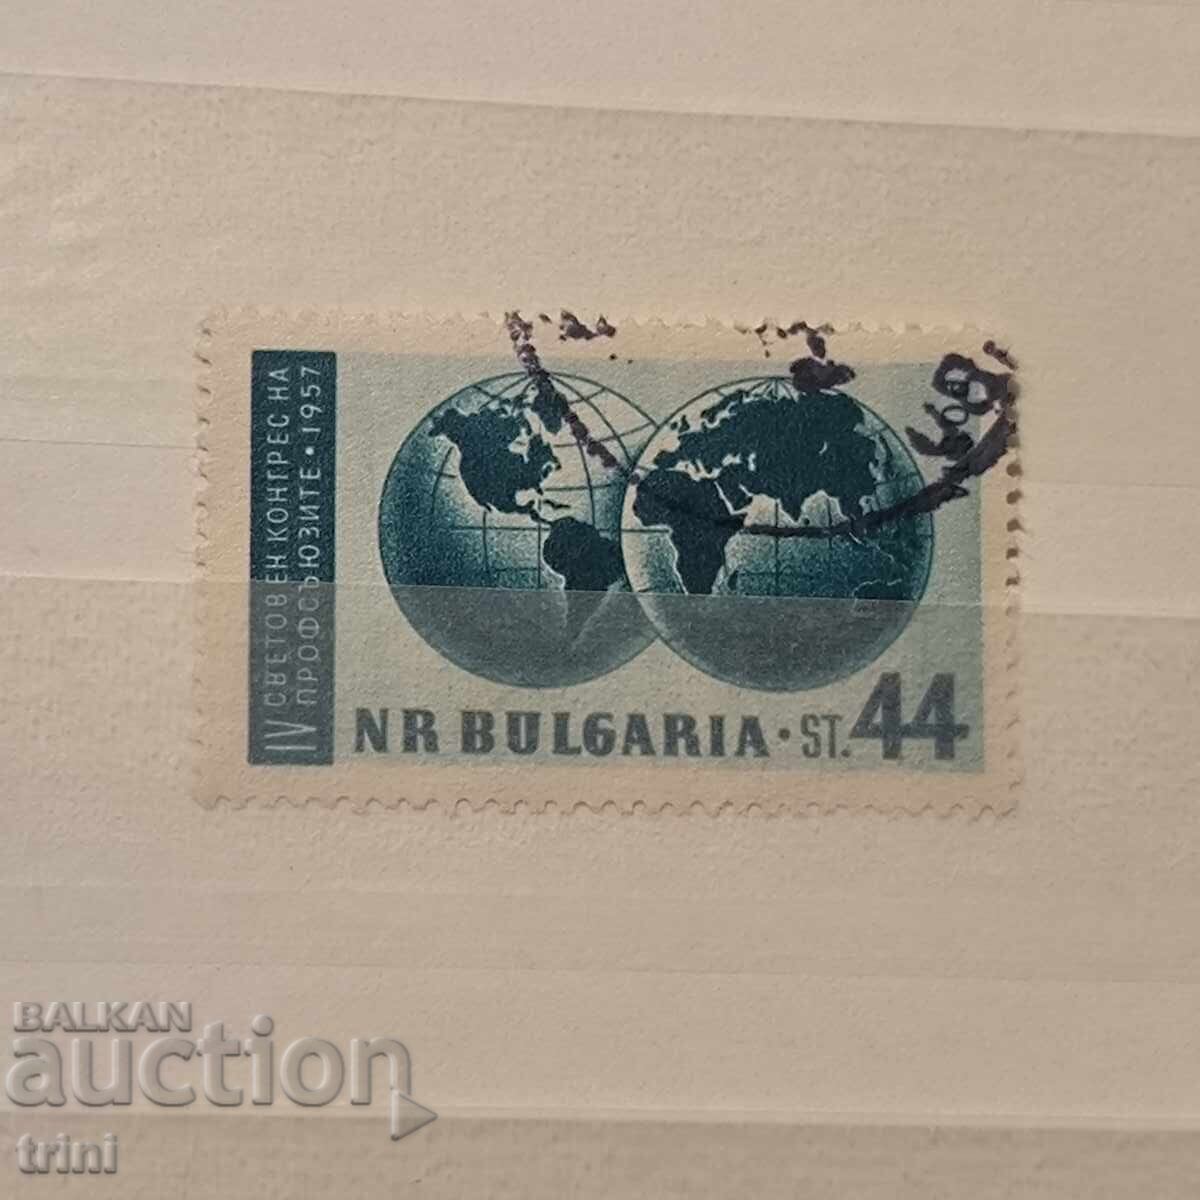 IV СВЕТОВЕН КОНГРЕС НА
ПРОФСЪЮЗИТЕ • 1957
NR BULGARIA • ST. 44
BALKAN
auction
trini